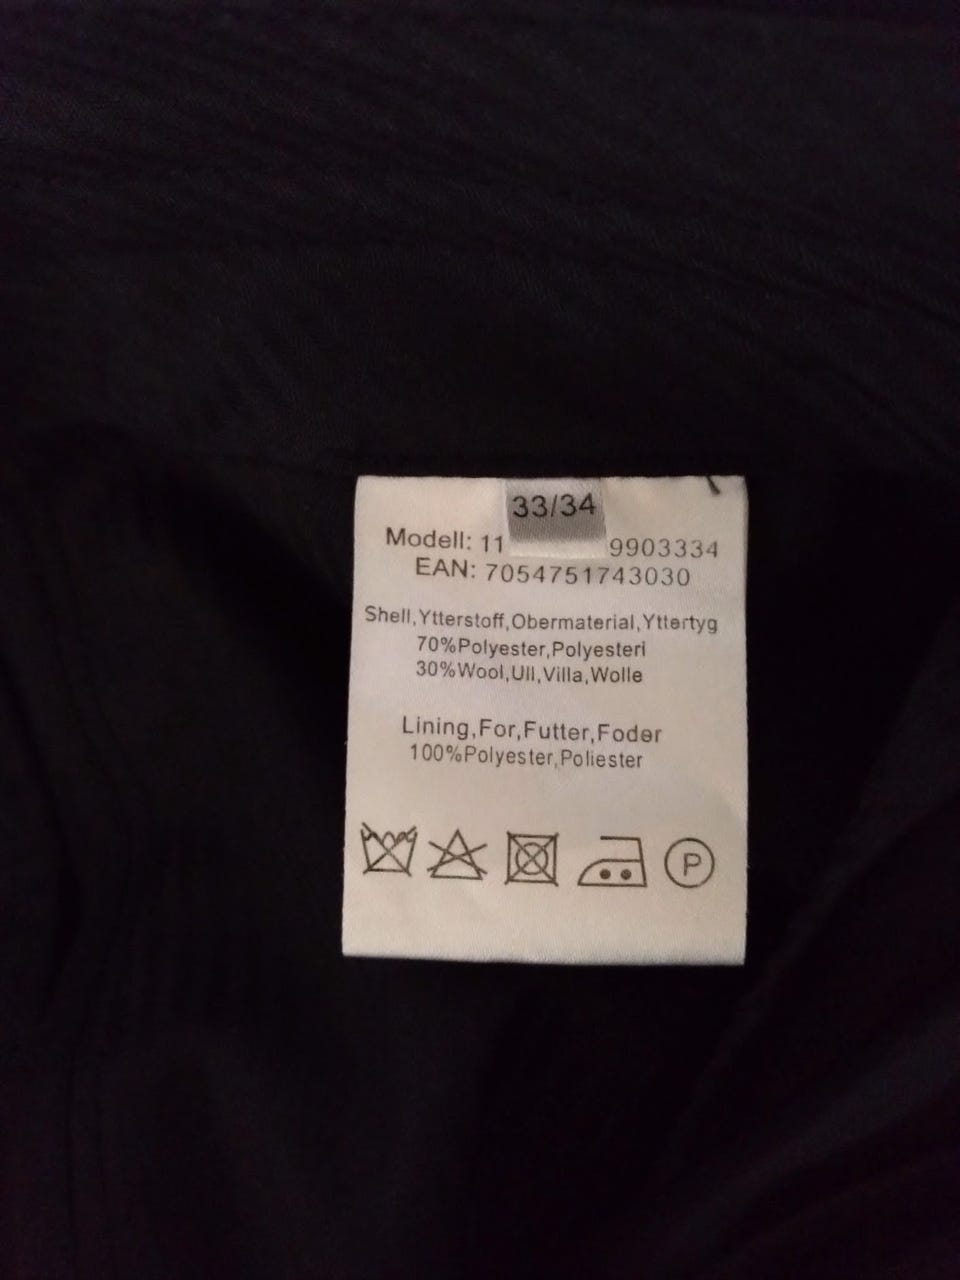 33/34
Modell: 11 9903334
EAN: 7054751743030
Shell,Ytterstoff,Obermaterial,Yttertyg
70%Polyester,Polyesteri
30%Wool,Ull,Villa,Wolle
Lining,For,Futter,Foder
100%Polyester,Poliester
P